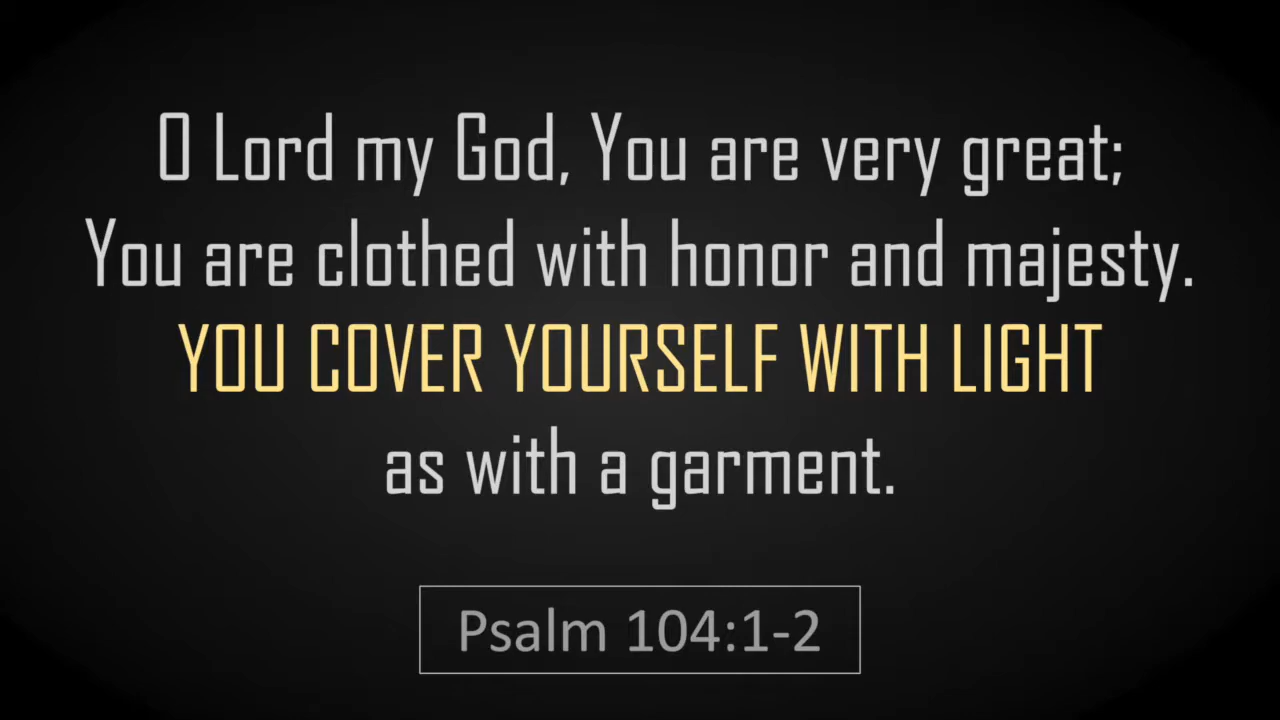 O Lord my God, You are very great;
You are clothed with honor and majesty.
YOU COVER YOURSELF WITH LIGHT
as with a garment.
Psalm 104:1-2